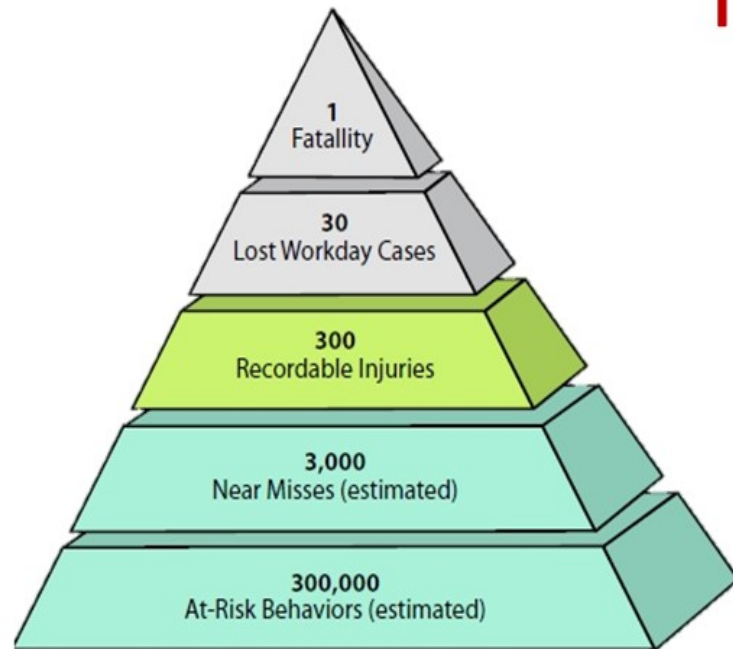 1
Fatallity
30
Lost Workday Cases
300
Recordable Injuries
3,000
Near Misses (estimated)
300,000
At-Risk Behaviors (estimated)